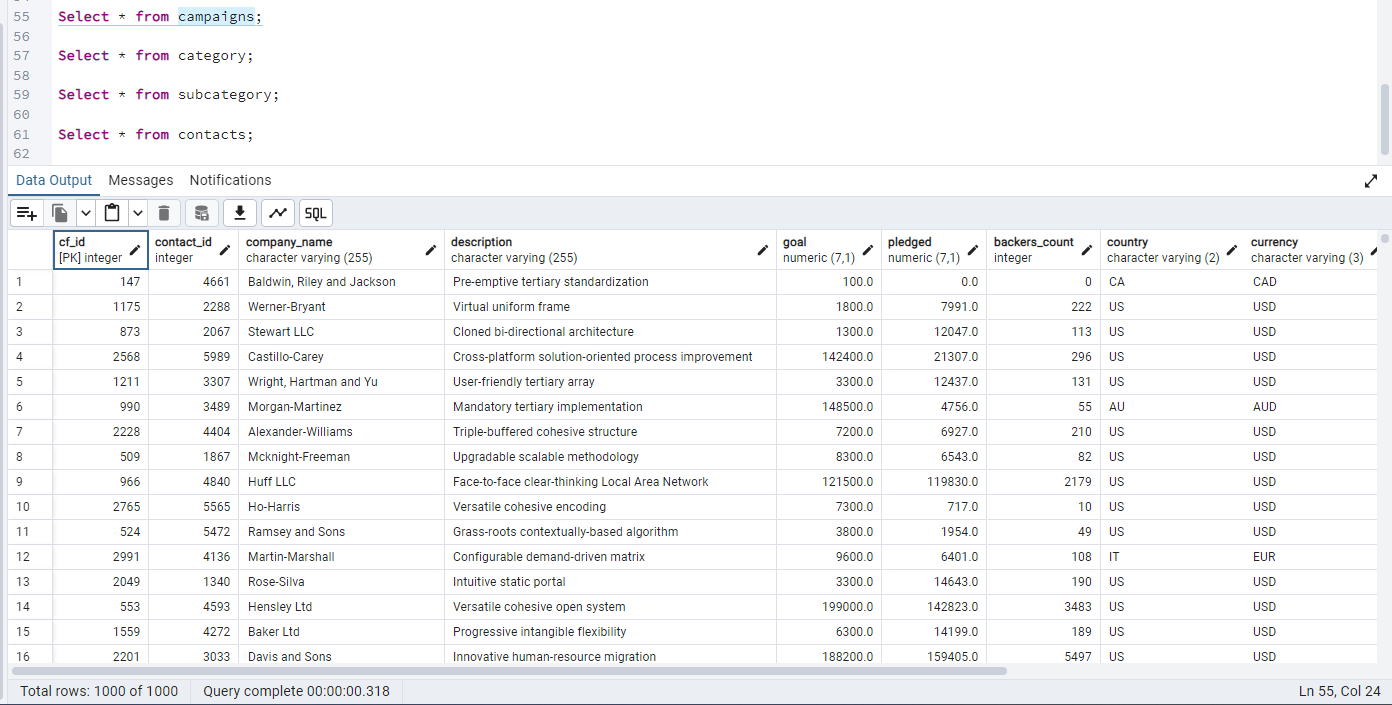 55 Select * from campaigns;
56
57 Select * from category;
58
59 Select * from subcategory;
60
61 Select * from contacts;
62
Data Output Messages Notifications
SQL
cf_id contact_id company_name description goal pledged backers_count country currency
[PK] integer integer character varying (255) character varying (255) numeric (7,1) numeric (7,1) integer character varying (2) character varying (3)
1 147 4661 Baldwin, Riley and Jackson Pre-emptive tertiary standardization 100.0 0.0 0 CA CAD
2 1175 2288 Werner-Bryant Virtual uniform frame 1800.0 7991.0 222 US USD
3 873 2067 Stewart LLC Cloned bi-directional architecture 1300.0 12047.0 113 US USD
4 2568 5989 Castillo-Carey Cross-platform solution-oriented process improvement 142400.0 21307.0 296 US USD
5 1211 3307 Wright, Hartman and Yu User-friendly tertiary array 3300.0 12437.0 131 US USD
6 990 3489 Morgan-Martinez Mandatory tertiary implementation 148500.0 4756.0 55 AU AUD
7 2228 4404 Alexander-Williams Triple-buffered cohesive structure 7200.0 6927.0 210 US USD
8 509 1867 Mcknight-Freeman Upgradable scalable methodology 8300.0 6543.0 82 US USD
9 966 4840 Huff LLC Face-to-face clear-thinking Local Area Network 121500.0 119830.0 2179 US USD
10 2765 5565 Ho-Harris Versatile cohesive encoding 7300.0 717.0 10 US USD
11 524 5472 Ramsey and Sons Grass-roots contextually-based algorithm 3800.0 1954.0 49 US USD
12 2991 4136 Martin-Marshall Configurable demand-driven matrix 9600.0 6401.0 108 IT EUR
13 2049 1340 Rose-Silva Intuitive static portal 3300.0 14643.0 190 US USD
14 553 4593 Hensley Ltd Versatile cohesive open system 199000.0 142823.0 3483 US USD
15 1559 4272 Baker Ltd Progressive intangible flexibility 6300.0 14199.0 189 US USD
16 2201 3033 Davis and Sons Innovative human-resource migration 188200.0 159405.0 5497 US USD
Total rows: 1000 of 1000 Query complete 00:00:00.318 Ln 55, Col 24